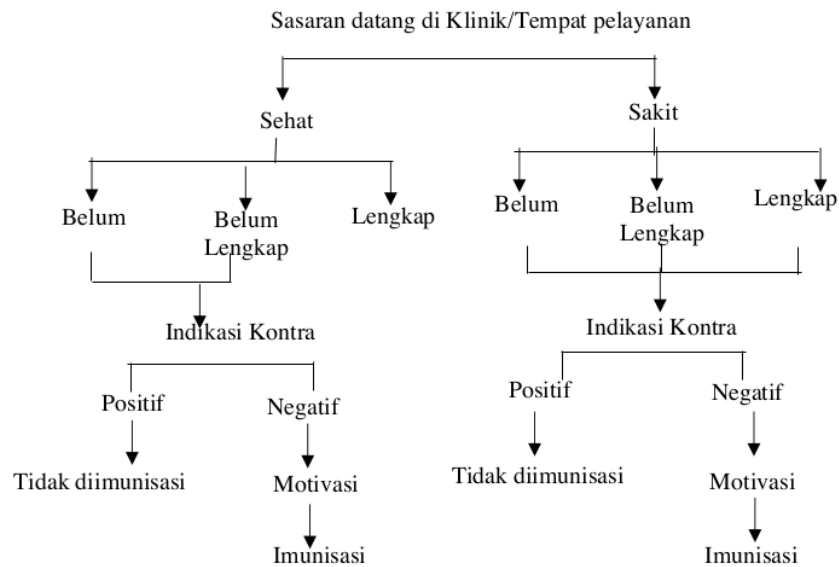 Sasaran datang di Klinik/Tempat pelayanan
Sehat
Sakit
Belum
Belum
Lengkap
Lengkap
Belum
Belum
Lengkap
Lengkap
Indikasi Kontra
Indikasi Kontra
Positif
Negatif
Positif
Negatif
Tidak diimunisasi
Motivasi
Tidak diimunisasi
Motivasi
Imunisasi
Imunisasi